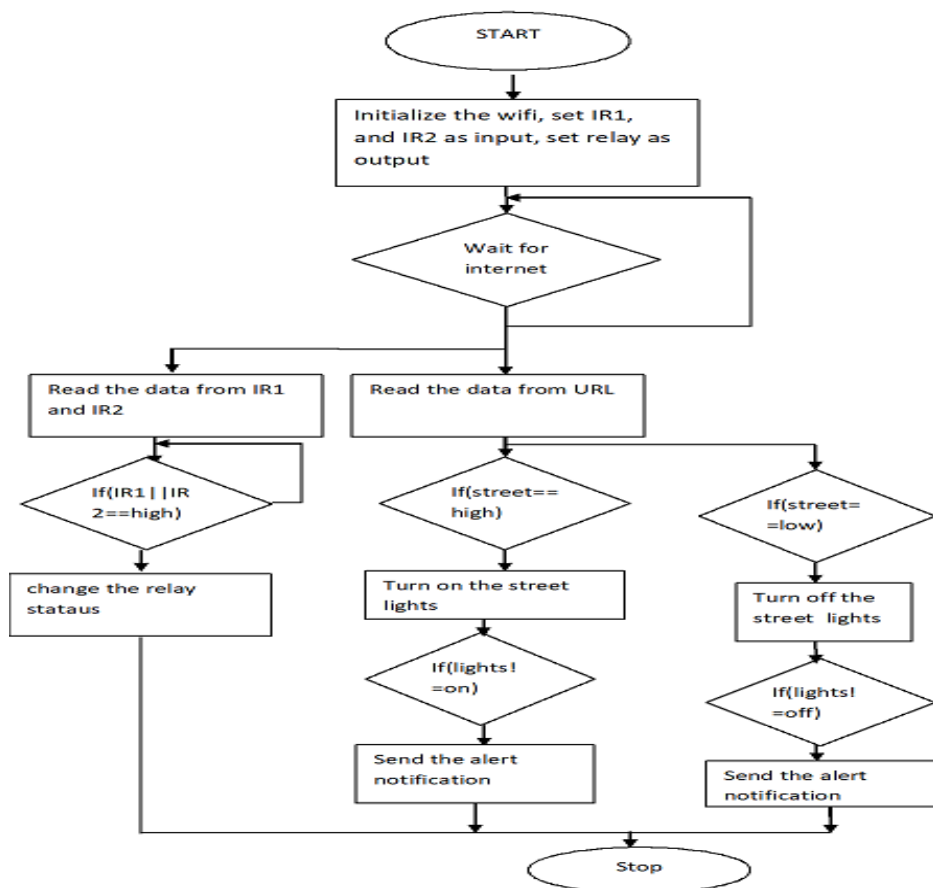 START
Initialize the wifi, set IR1,
and IR2 as input, set relay as
output
Wait for
internet
Read the data from IR1
and IR2
Read the data from URL
If(IR1||IR
2==high)
If(street==
high)
If(street=
=low)
change the relay
stataus
Turn on the street
lights
Turn off the
street lights
If(lights!
=on)
If(lights!
=off)
Send the alert
notification
Send the alert
notification
Stop